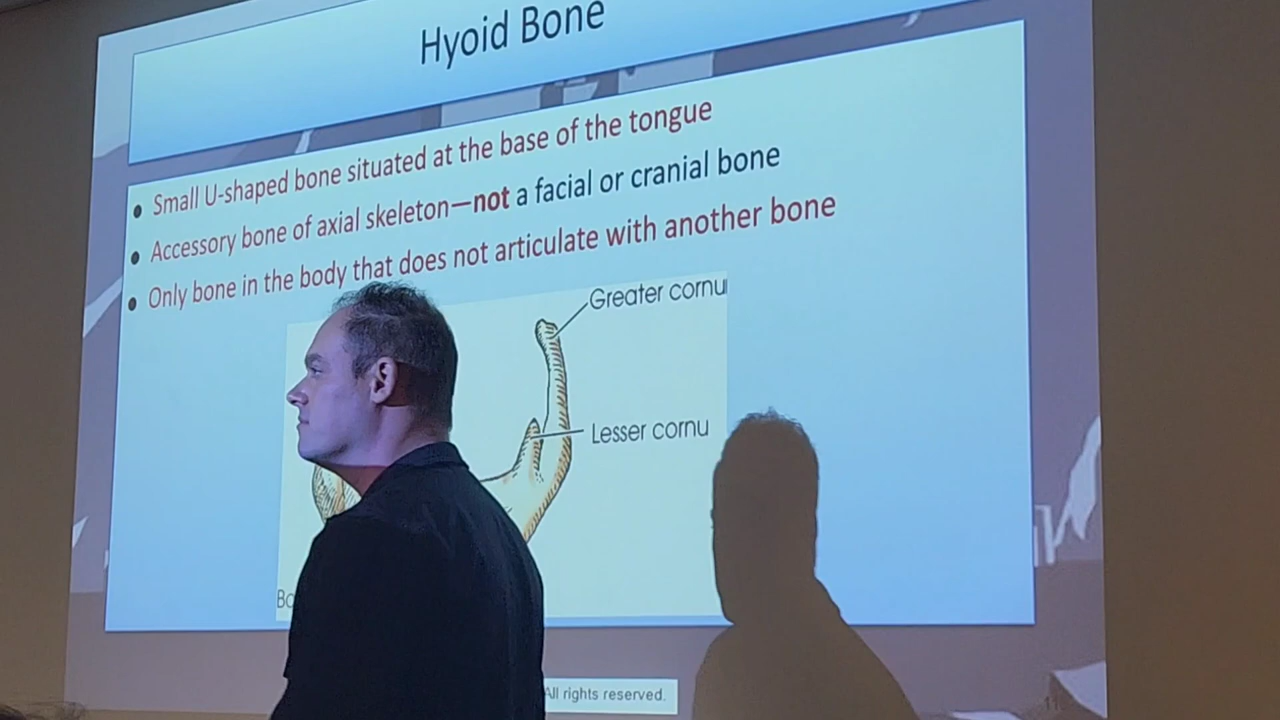 Hyoid Bone
• Small U-shaped bone situated at the base of the tongue
• Accessory bone of axial skeleton—not a facial or cranial bone
• Only bone in the body that does not articulate with another bone
Greater cornu
Lesser cornu
All rights reserved.
11